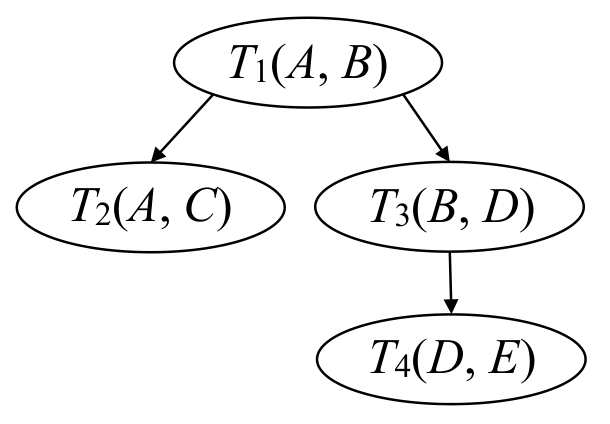 T₁(A, B)
T₂(A, C)
T₃(B, D)
T₄(D, E)